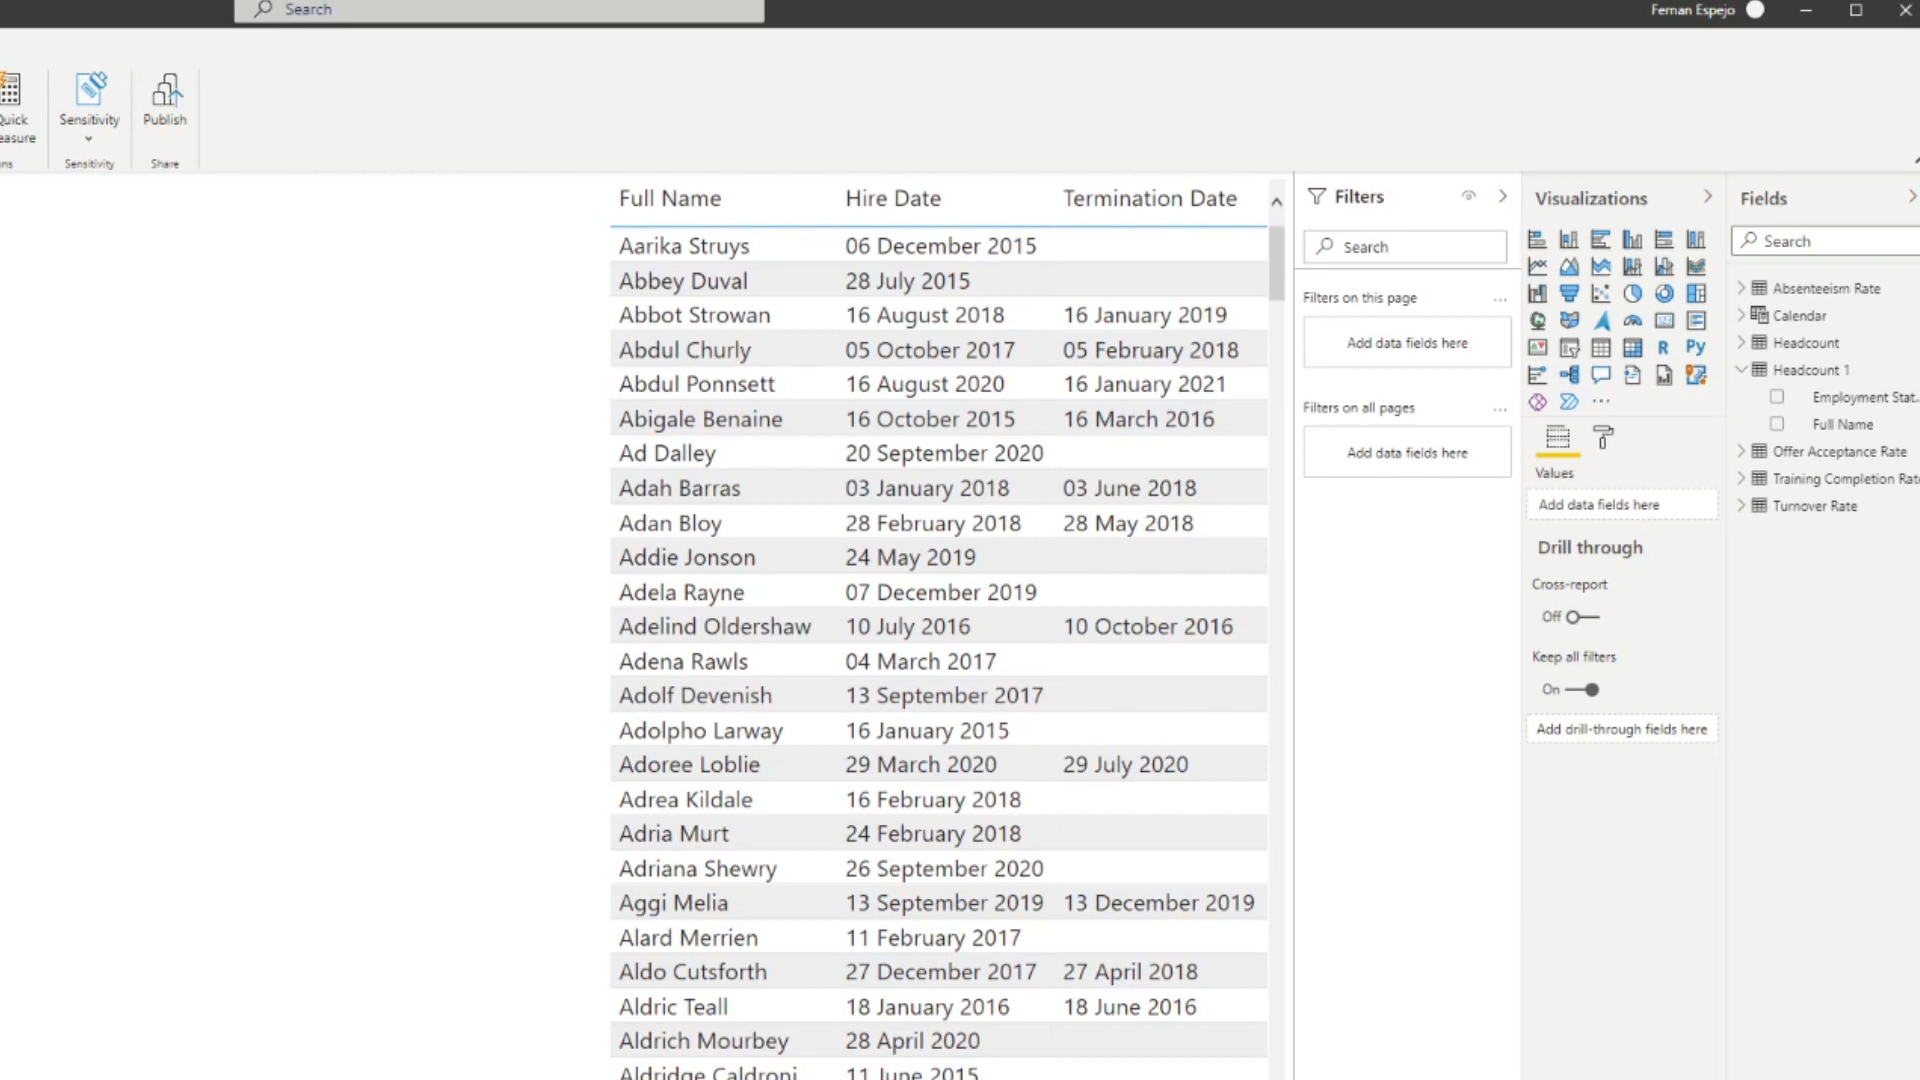 Search
Fernan Espejo
Quick
easure
ons
Sensitivity
Sensitivity
Publish
Share
Full Name Hire Date Termination Date
Aarika Struys 06 December 2015
Abbey Duval 28 July 2015
Abbot Strowan 16 August 2018 16 January 2019
Abdul Churly 05 October 2017 05 February 2018
Abdul Ponnsett 16 August 2020 16 January 2021
Abigale Benaine 16 October 2015 16 March 2016
Ad Dalley 20 September 2020
Adah Barras 03 January 2018 03 June 2018
Adan Bloy 28 February 2018 28 May 2018
Addie Jonson 24 May 2019
Adela Rayne 07 December 2019
Adelind Oldershaw 10 July 2016 10 October 2016
Adena Rawls 04 March 2017
Adolf Devenish 13 September 2017
Adolpho Larway 16 January 2015
Adoree Loblie 29 March 2020 29 July 2020
Adrea Kildale 16 February 2018
Adria Murt 24 February 2018
Adriana Shewry 26 September 2020
Aggi Melia 13 September 2019 13 December 2019
Alard Merrien 11 February 2017
Aldo Cutsforth 27 December 2017 27 April 2018
Aldric Teall 18 January 2016 18 June 2016
Aldrich Mourbey 28 April 2020
Aldridge Caldroni 11 June 2015
Filters
Search
Filters on this page ...
Add data fields here
Filters on all pages ...
Add data fields here
Visualizations
R
Py
...
Values
Add data fields here
Drill through
Cross-report
Off
Keep all filters
On
Add drill-through fields here
Fields
Search
Absenteeism Rate
Calendar
Headcount
Headcount 1
Employment Stat...
Full Name
Offer Acceptance Rate
Training Completion Rate
Turnover Rate